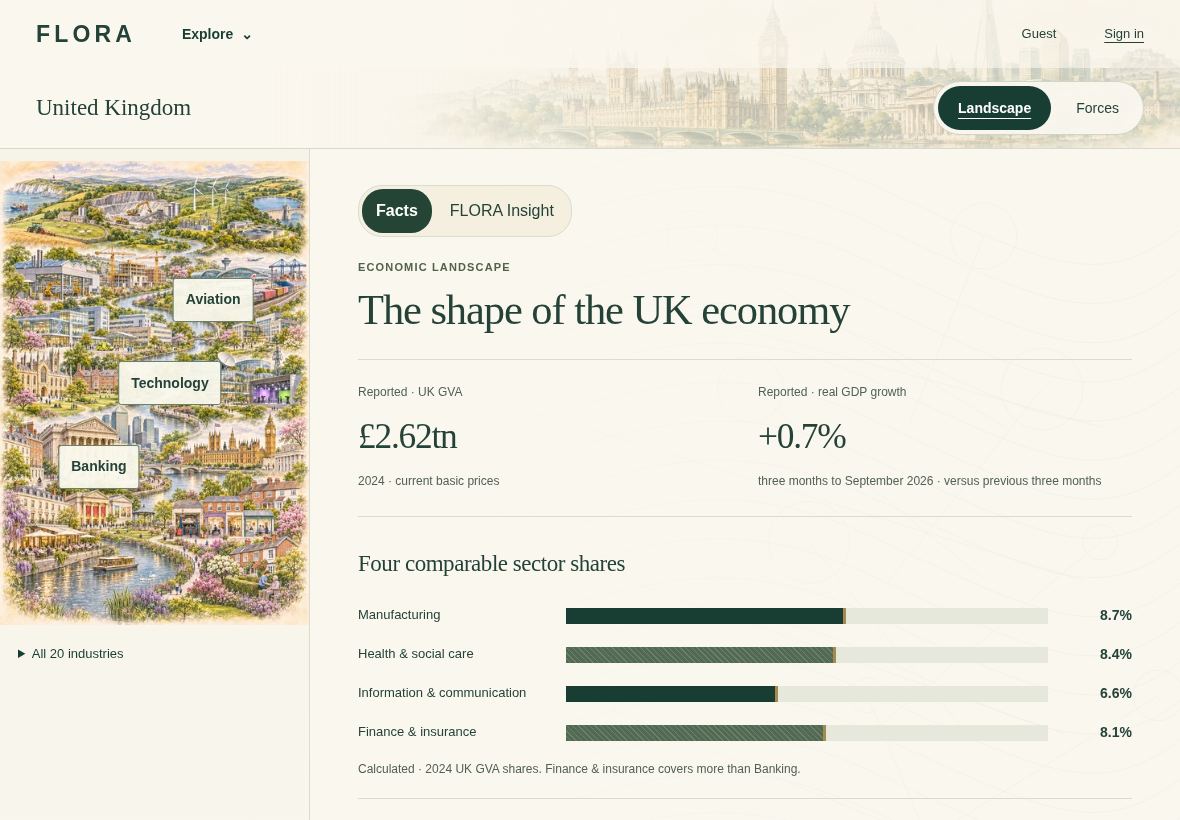 FLORA
Explore
Guest
Sign in
United Kingdom
Landscape
Forces
Aviation
Technology
Banking
All 20 industries
Facts
FLORA Insight
ECONOMIC LANDSCAPE
The shape of the UK economy
Reported · UK GVA
£2.62tn
2024 · current basic prices
Reported · real GDP growth
+0.7%
three months to September 2026 · versus previous three months
Four comparable sector shares
Manufacturing 8.7%
Health & social care 8.4%
Information & communication 6.6%
Finance & insurance 8.1%
Calculated · 2024 UK GVA shares. Finance & insurance covers more than Banking.